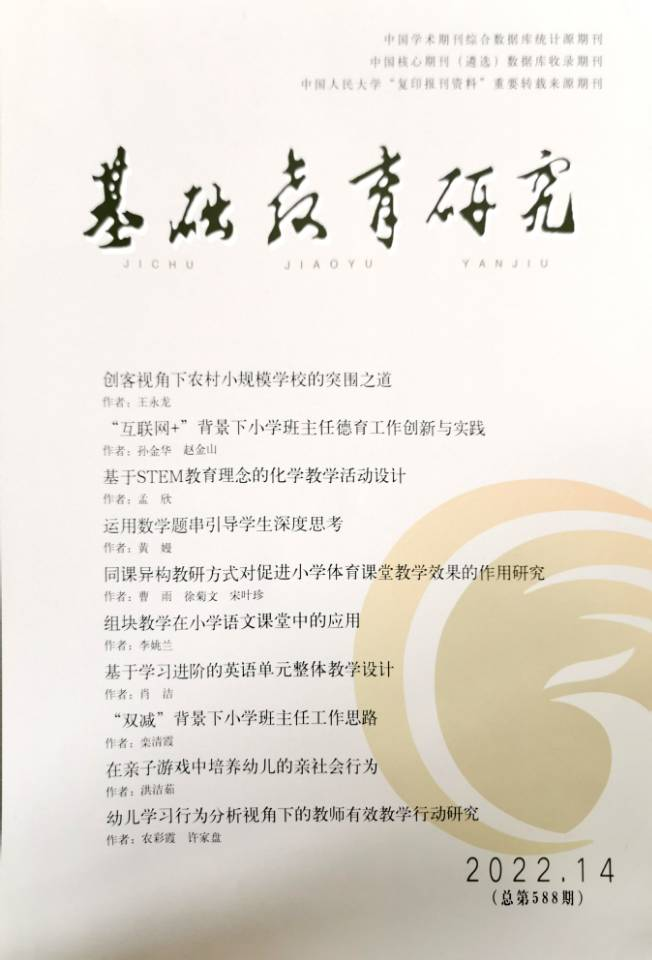 中国学术期刊综合数据库统计源期刊
中国核心期刊（遴选）数据库收录期刊
中国人民大学“复印报刊资料”重要转载来源期刊
基础教育研究
JICHU JIAOYU YANJIU
创客视角下农村小规模学校的突围之道
作者：王永龙
“互联网+”背景下小学班主任德育工作创新与实践
作者：孙金华 赵金山
基于STEM教育理念的化学教学活动设计
作者：孟 欣
运用数学题串引导学生深度思考
作者：黄 嫚
同课异构教研方式对促进小学体育课堂教学效果的作用研究
作者：曹 雨 徐菊文 宋叶珍
组块教学在小学语文课堂中的应用
作者：李姚兰
基于学习进阶的英语单元整体教学设计
作者：肖 洁
“双减”背景下小学班主任工作思路
作者：栾清霞
在亲子游戏中培养幼儿的亲社会行为
作者：洪洁茹
幼儿学习行为分析视角下的教师有效教学行动研究
作者：农彩霞 许家盘
2022.14
（总第588期）